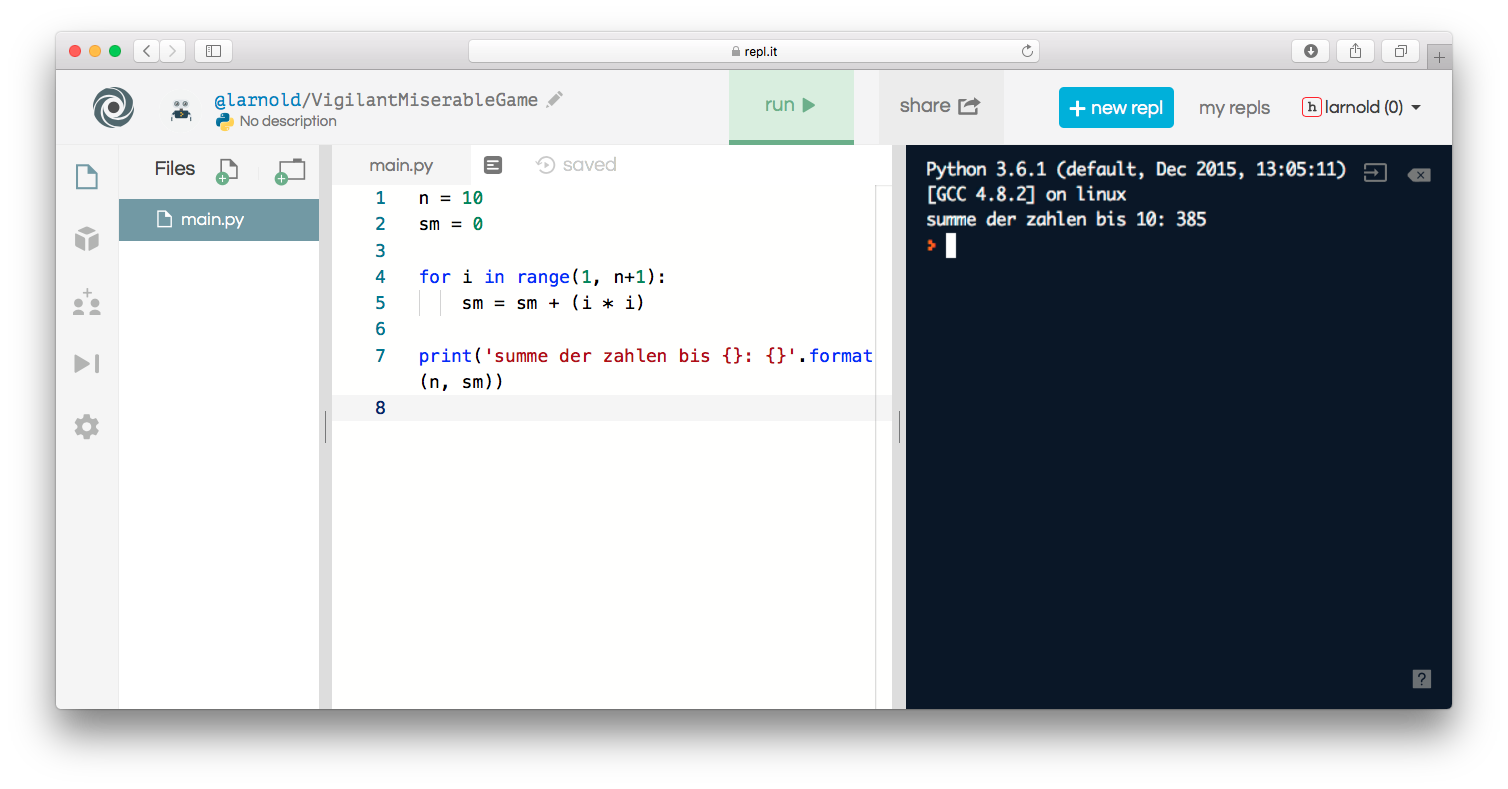 repl.it
@larnold/VigilantMiserableGame
No description
run
share
+ new repl
my repls
h larnold (0)
Files
main.py
main.py
saved
1 n = 10
2 sm = 0
3
4 for i in range(1, n+1):
5     sm = sm + (i * i)
6
7 print('summe der zahlen bis {}: {}'.format
(n, sm))
8
Python 3.6.1 (default, Dec 2015, 13:05:11)
[GCC 4.8.2] on linux
summe der zahlen bis 10: 385
?